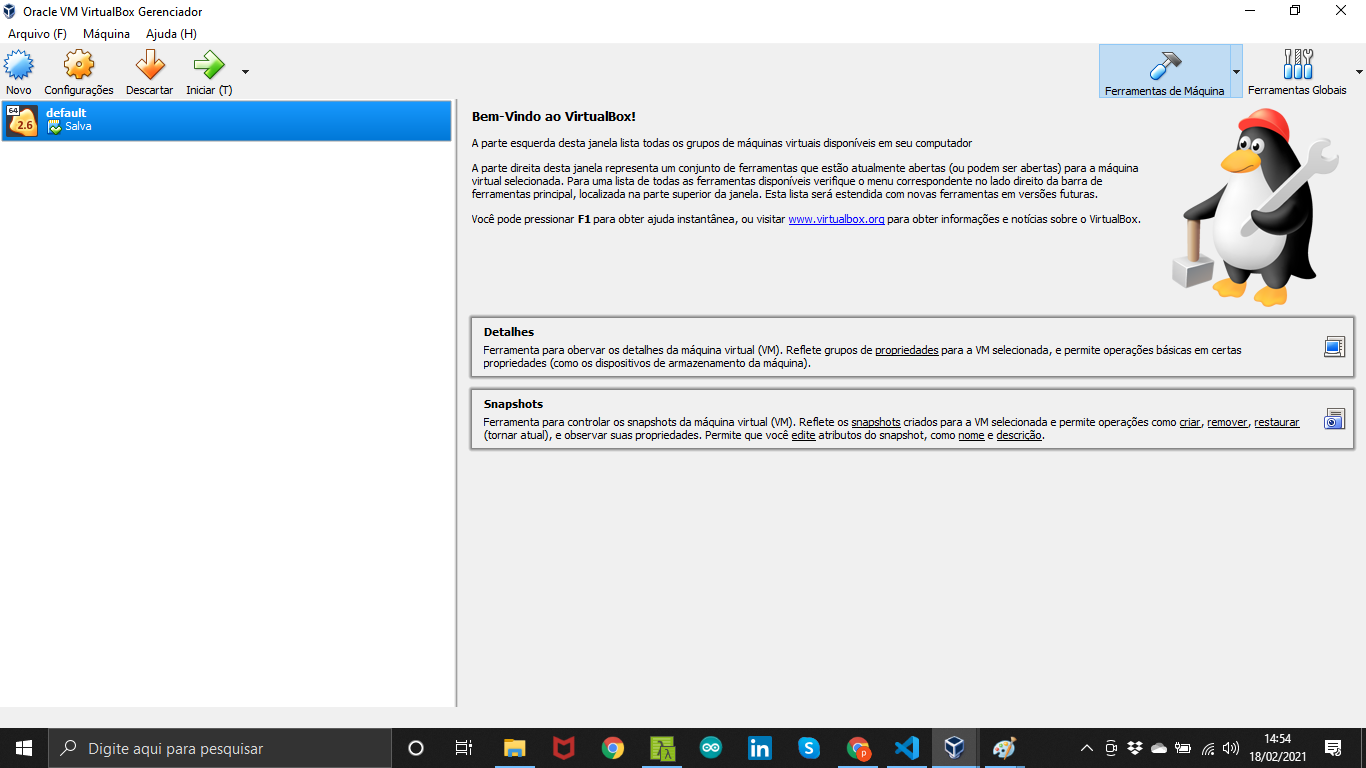 Oracle VM VirtualBox Gerenciador
Arquivo (F) Máquina Ajuda (H)
Novo Configurações Descartar Iniciar (T) Ferramentas de Máquina Ferramentas Globais
64
2.6
default
Salva
Bem-Vindo ao VirtualBox!
A parte esquerda desta janela lista todas os grupos de máquinas virtuais disponíveis em seu computador
A parte direita desta janela representa um conjunto de ferramentas que estão atualmente abertas (ou podem ser abertas) para a máquina
virtual selecionada. Para uma lista de todas as ferramentas disponíveis verifique o menu correspondente no lado direito da barra de
ferramentas principal, localizada na parte superior da janela. Esta lista será estendida com novas ferramentas em versões futuras.
Você pode pressionar F1 para obter ajuda instantânea, ou visitar www.virtualbox.org para obter informações e notícias sobre o VirtualBox.
Detalhes
Ferramenta para obervar os detalhes da máquina virtual (VM). Reflete grupos de propriedades para a VM selecionada, e permite operações básicas em certas
propriedades (como os dispositivos de armazenamento da máquina).
Snapshots
Ferramenta para controlar os snapshots da máquina virtual (VM). Reflete os snapshots criados para a VM selecionada e permite operações como criar, remover, restaurar
(tornar atual), e observar suas propriedades. Permite que você edite atributos do snapshot, como nome e descrição.
Digite aqui para pesquisar
14:54
18/02/2021